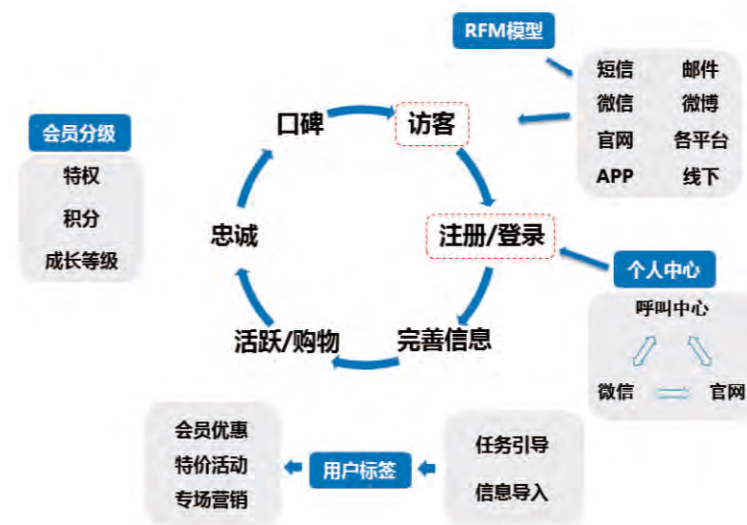 RFM模型
短信 邮件
微信 微博
官网 各平台
APP 线下
口碑
访客
会员分级
特权
积分
成长等级
忠诚
注册/登录
个人中心
呼叫中心
微信 官网
活跃/购物
完善信息
会员优惠
特价活动
专场营销
用户标签
任务引导
信息导入